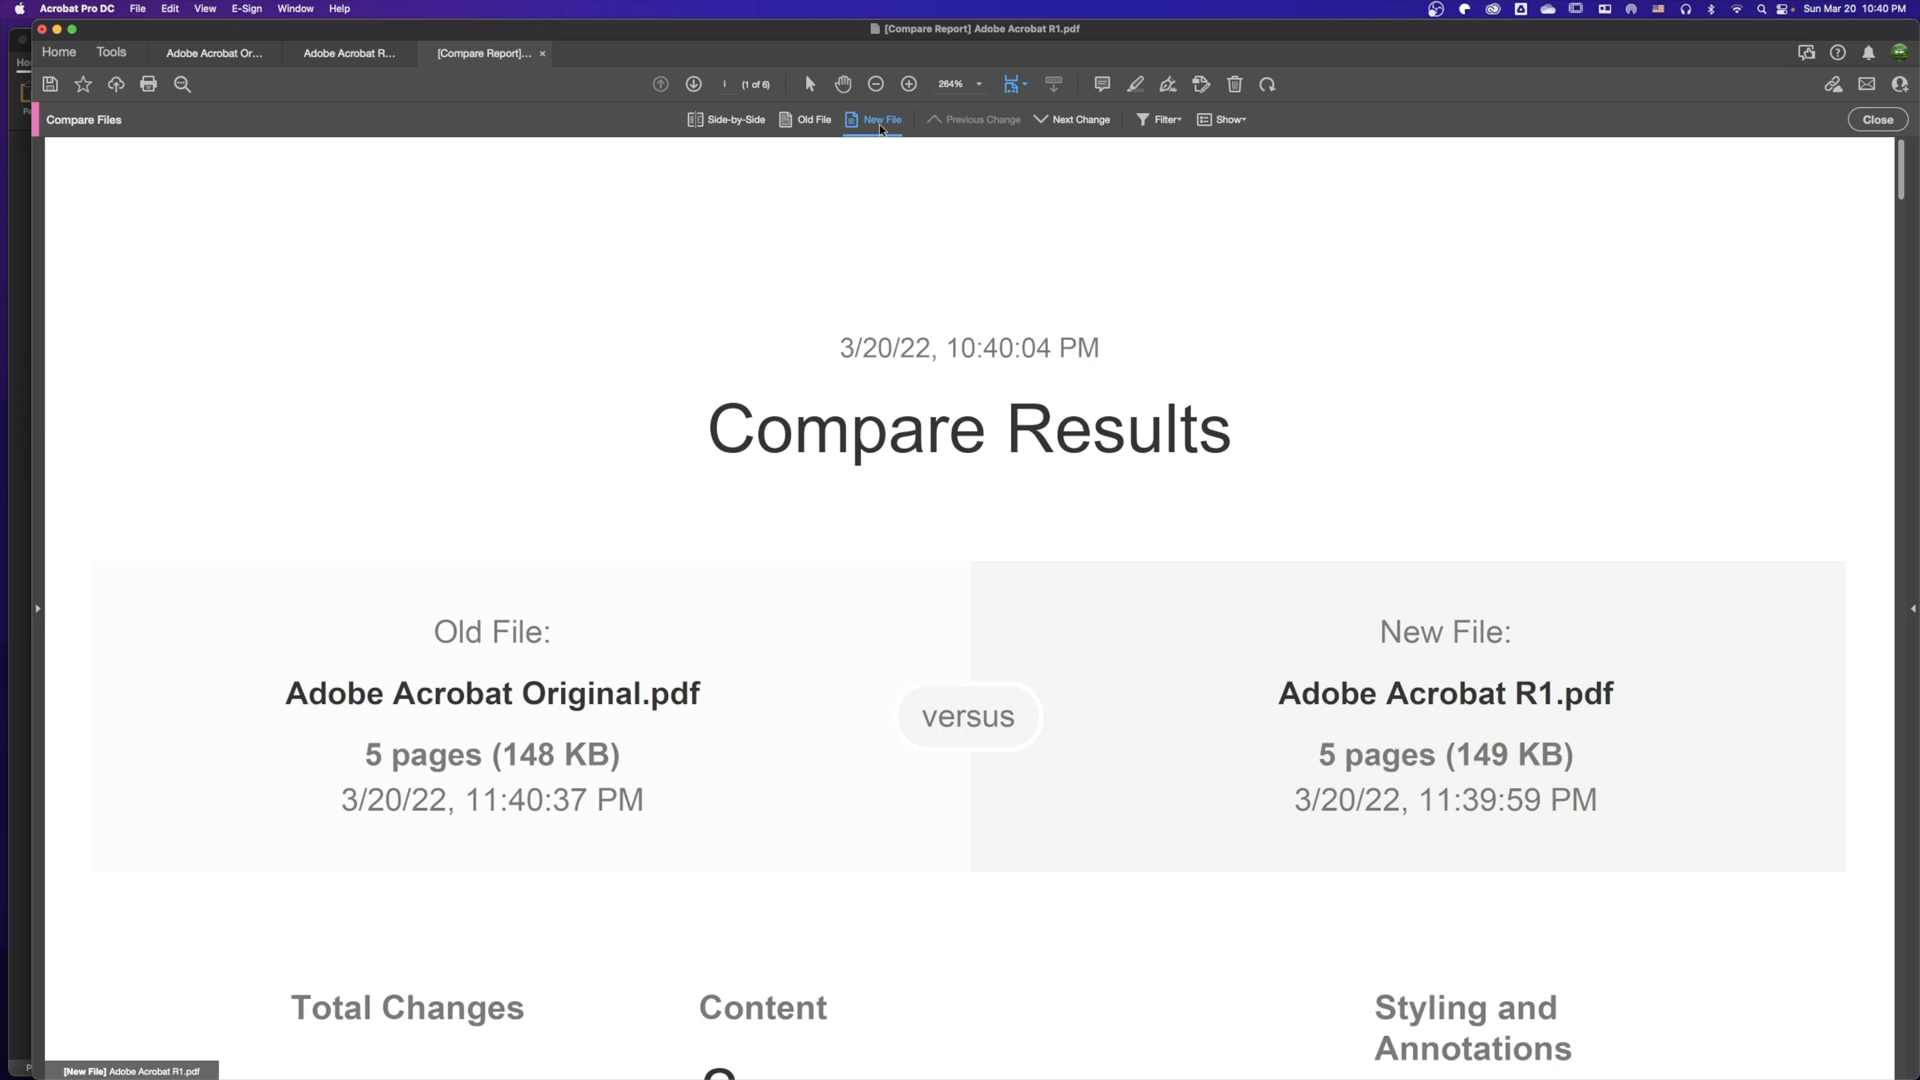 Acrobat Pro DC File Edit View E-Sign Window Help Sun Mar 20 10:40 PM
[Compare Report] Adobe Acrobat R1.pdf
Home Tools Adobe Acrobat Or... Adobe Acrobat R... [Compare Report]... ×
i (1 of 6) 264%
Compare Files Side-by-Side Old File New File Previous Change Next Change Filter Show Close
3/20/22, 10:40:04 PM
Compare Results
Old File:
Adobe Acrobat Original.pdf
5 pages (148 KB)
3/20/22, 11:40:37 PM
versus
New File:
Adobe Acrobat R1.pdf
5 pages (149 KB)
3/20/22, 11:39:59 PM
Total Changes
Content
Styling and
Annotations
[New File] Adobe Acrobat R1.pdf